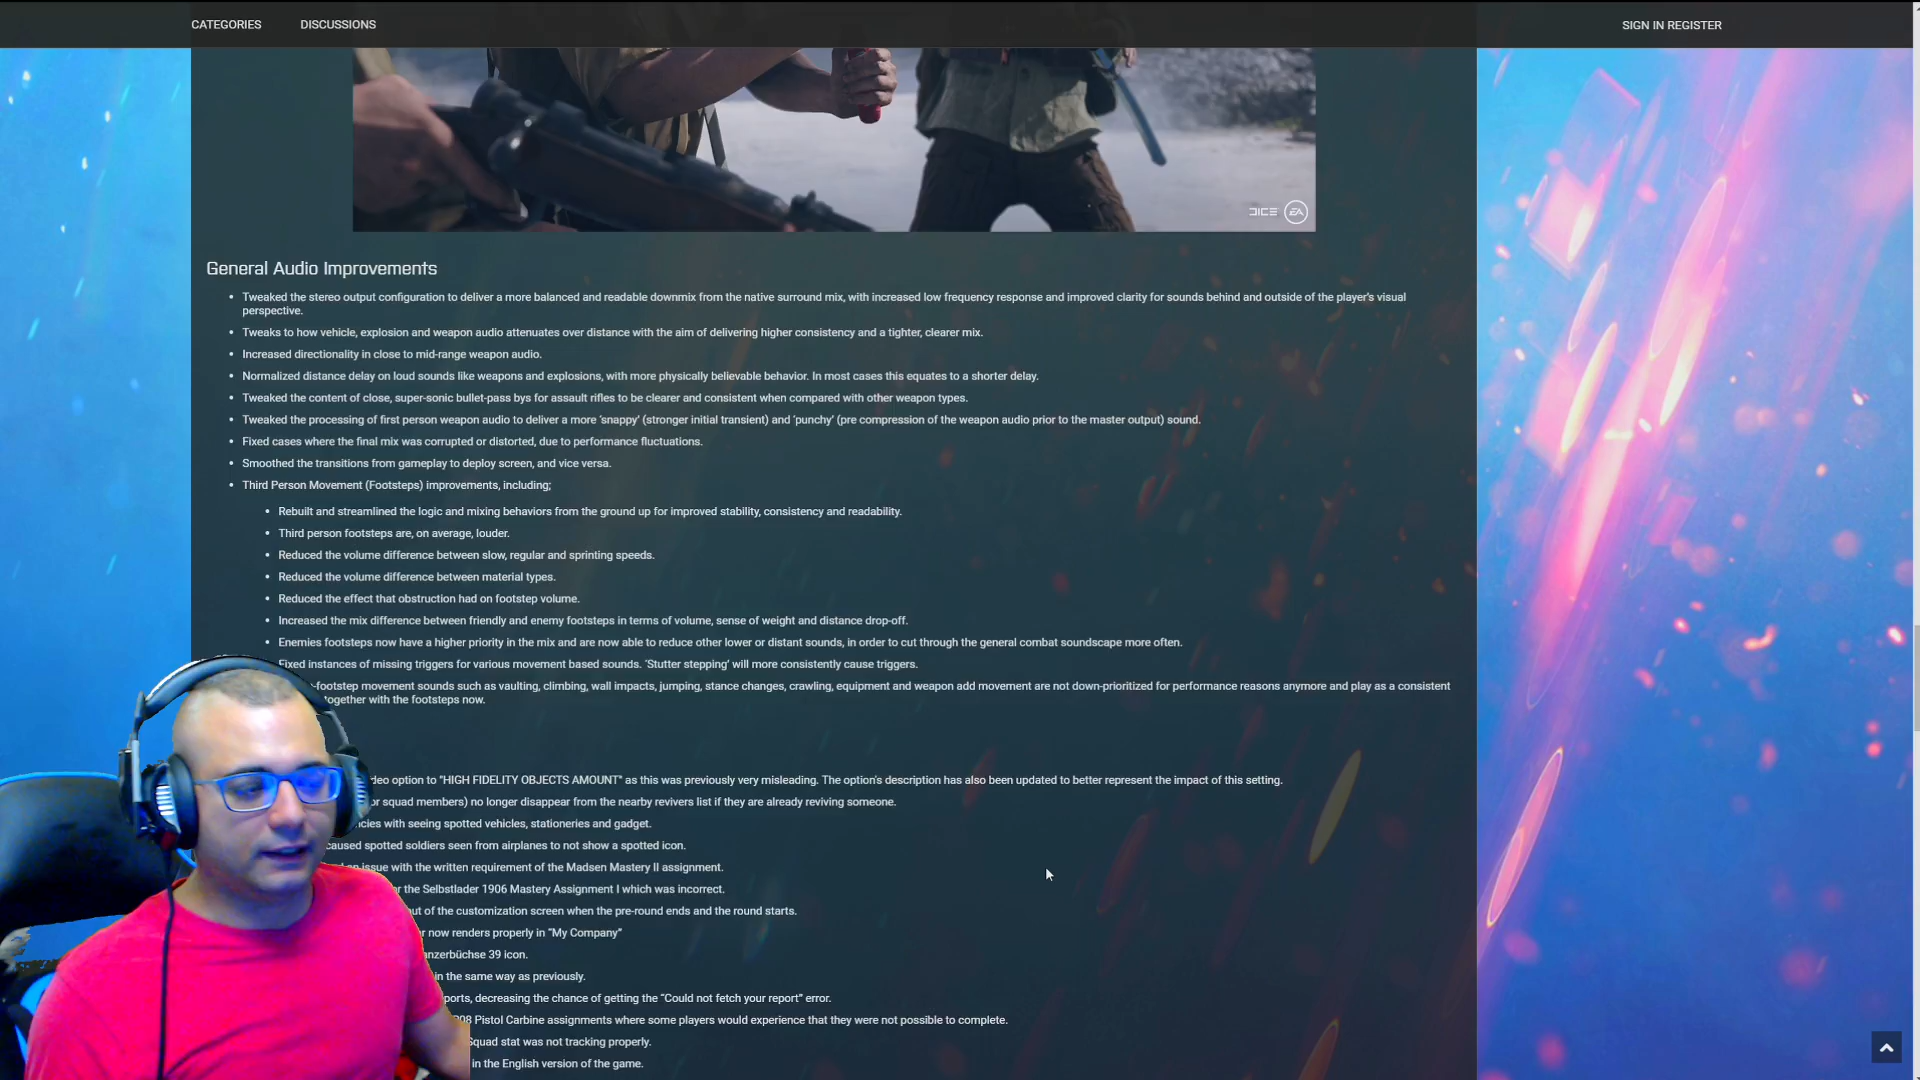 CATEGORIES DISCUSSIONS SIGN IN REGISTER
DICE EA
General Audio Improvements
• Tweaked the stereo output configuration to deliver a more balanced and readable downmix from the native surround mix, with increased low frequency response and improved clarity for sounds behind and outside of the player's visual
perspective.
• Tweaks to how vehicle, explosion and weapon audio attenuates over distance with the aim of delivering higher consistency and a tighter, clearer mix.
• Increased directionality in close to mid-range weapon audio.
• Normalized distance delay on loud sounds like weapons and explosions, with more physically believable behavior. In most cases this equates to a shorter delay.
• Tweaked the content of close, super-sonic bullet-pass bys for assault rifles to be clearer and consistent when compared with other weapon types.
• Tweaked the processing of first person weapon audio to deliver a more 'snappy' (stronger initial transient) and 'punchy' (pre compression of the weapon audio prior to the master output) sound.
• Fixed cases where the final mix was corrupted or distorted, due to performance fluctuations.
• Smoothed the transitions from gameplay to deploy screen, and vice versa.
• Third Person Movement (Footsteps) improvements, including;
• Rebuilt and streamlined the logic and mixing behaviors from the ground up for improved stability, consistency and readability.
• Third person footsteps are, on average, louder.
• Reduced the volume difference between slow, regular and sprinting speeds.
• Reduced the volume difference between material types.
• Reduced the effect that obstruction had on footstep volume.
• Increased the mix difference between friendly and enemy footsteps in terms of volume, sense of weight and distance drop-off.
• Enemies footsteps now have a higher priority in the mix and are now able to reduce other lower or distant sounds, in order to cut through the general combat soundscape more often.
Fixed instances of missing triggers for various movement based sounds. 'Stutter stepping' will more consistently cause triggers.
-footstep movement sounds such as vaulting, climbing, wall impacts, jumping, stance changes, crawling, equipment and weapon add movement are not down-prioritized for performance reasons anymore and play as a consistent
together with the footsteps now.
deo option to "HIGH FIDELITY OBJECTS AMOUNT" as this was previously very misleading. The option's description has also been updated to better represent the impact of this setting.
or squad members) no longer disappear from the nearby revivers list if they are already reviving someone.
cies with seeing spotted vehicles, stationeries and gadget.
caused spotted soldiers seen from airplanes to not show a spotted icon.
issue with the written requirement of the Madsen Mastery II assignment.
the Selbstlader 1906 Mastery Assignment I which was incorrect.
out of the customization screen when the pre-round ends and the round starts.
now renders properly in "My Company"
nzerbüchse 39 icon.
in the same way as previously.
ports, decreasing the chance of getting the "Could not fetch your report" error.
P08 Pistol Carbine assignments where some players would experience that they were not possible to complete.
Squad stat was not tracking properly.
in the English version of the game.